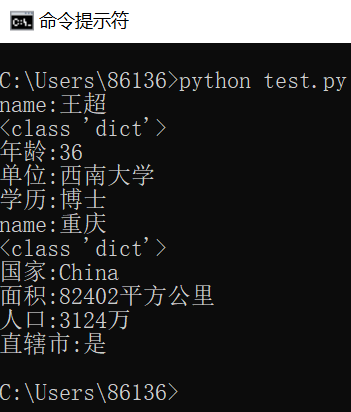 命令提示符
C:\Users\86136>python test.py
name:王超
<class 'dict'>
年龄:36
单位:西南大学
学历:博士
name:重庆
<class 'dict'>
国家:China
面积:82402平方公里
人口:3124万
直辖市:是
C:\Users\86136>